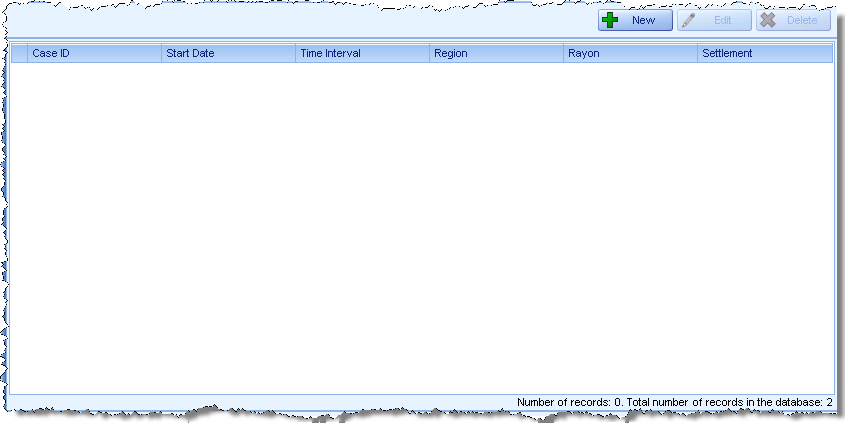 New Edit Delete
Case ID Start Date Time Interval Region Rayon Settlement
Number of records: 0. Total number of records in the database: 2